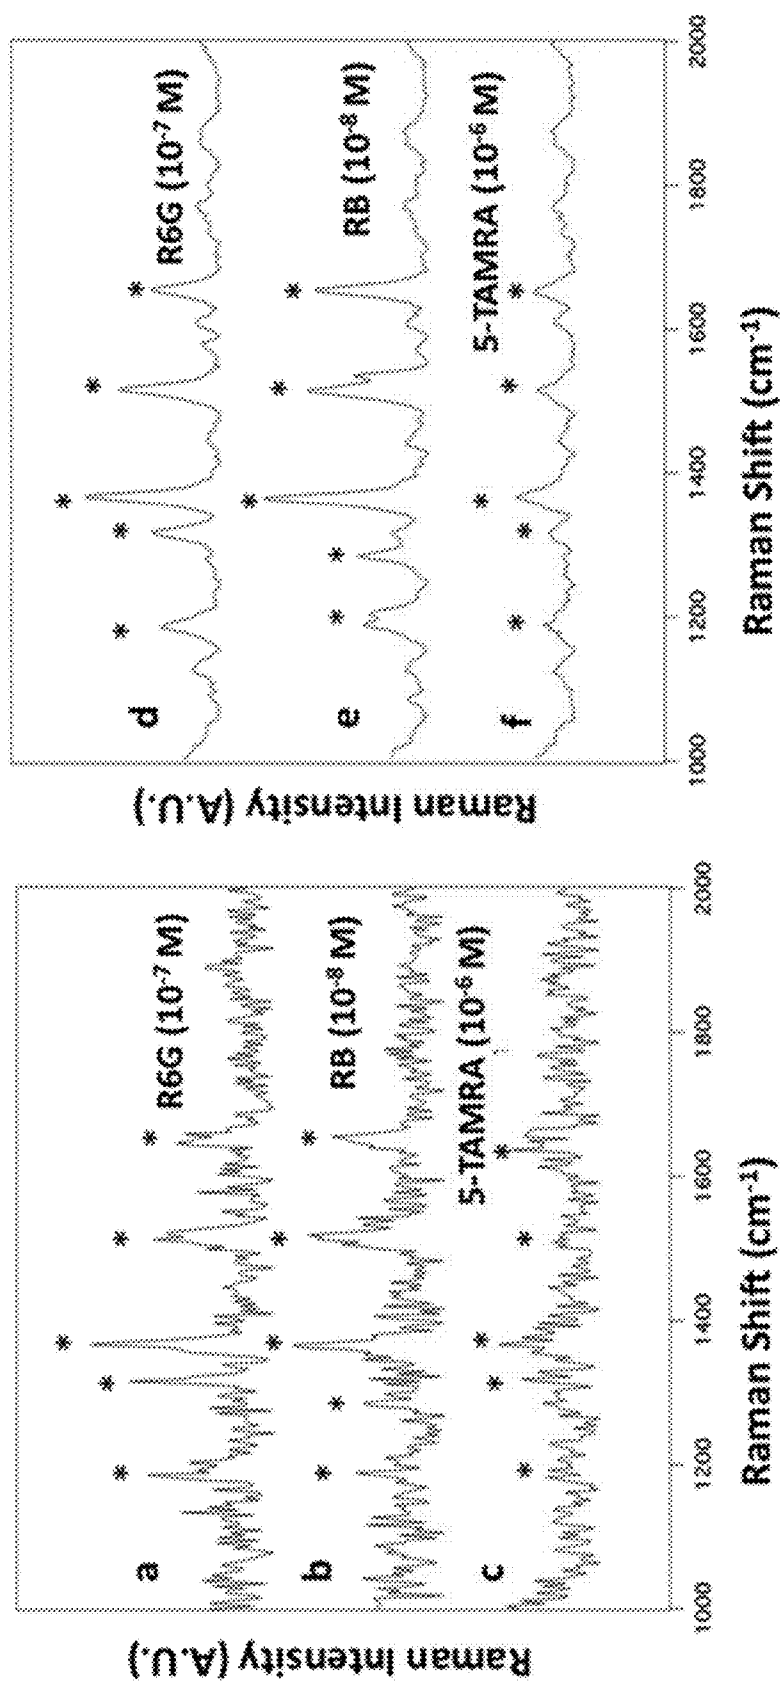 Raman Intensity (A.U.)
a
*
*
*
*
*
R6G (10⁻⁷ M)
b
*
*
*
*
*
RB (10⁻⁸ M)
c
*
*
*
*
*
5-TAMRA (10⁻⁶ M)
1000 1200 1400 1600 1800 2000
Raman Shift (cm⁻¹)
Raman Intensity (A.U.)
d
*
*
*
*
*
R6G (10⁻⁷ M)
e
*
*
*
*
*
RB (10⁻⁸ M)
f
*
*
*
*
*
5-TAMRA (10⁻⁶ M)
1000 1200 1400 1600 1800 2000
Raman Shift (cm⁻¹)